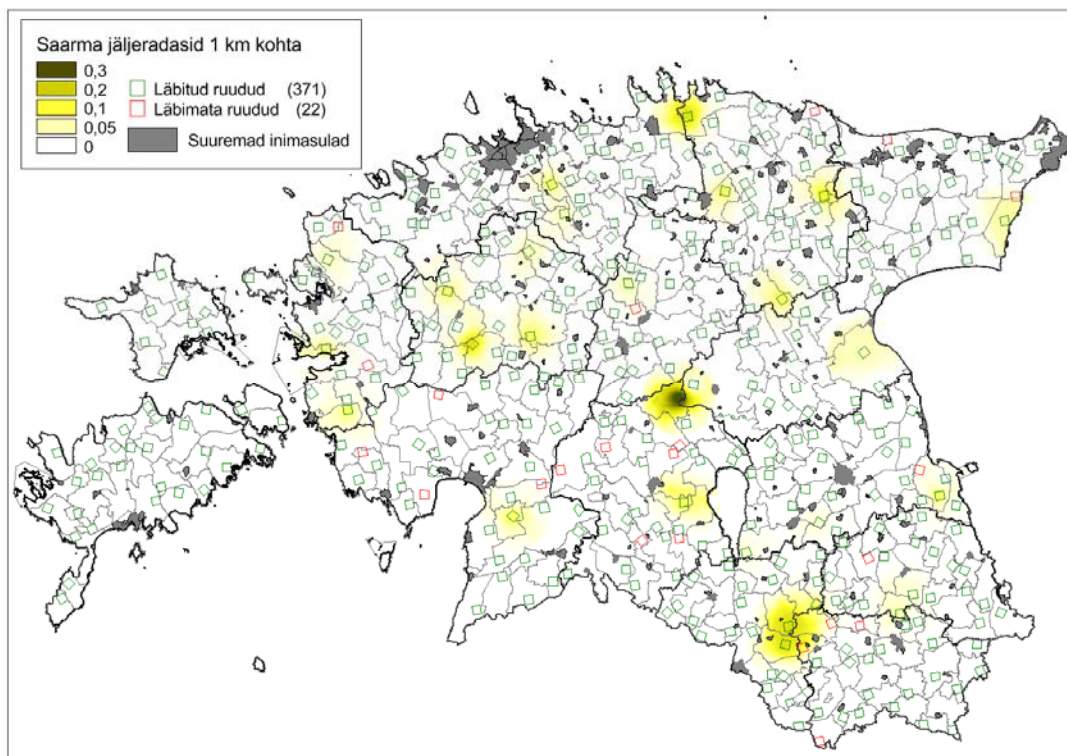 Saarma jäljeradasid 1 km kohta
0,3
0,2
0,1
0,05
0
Läbitud ruudud (371)
Läbimata ruudud (22)
Suuremad inimasulad